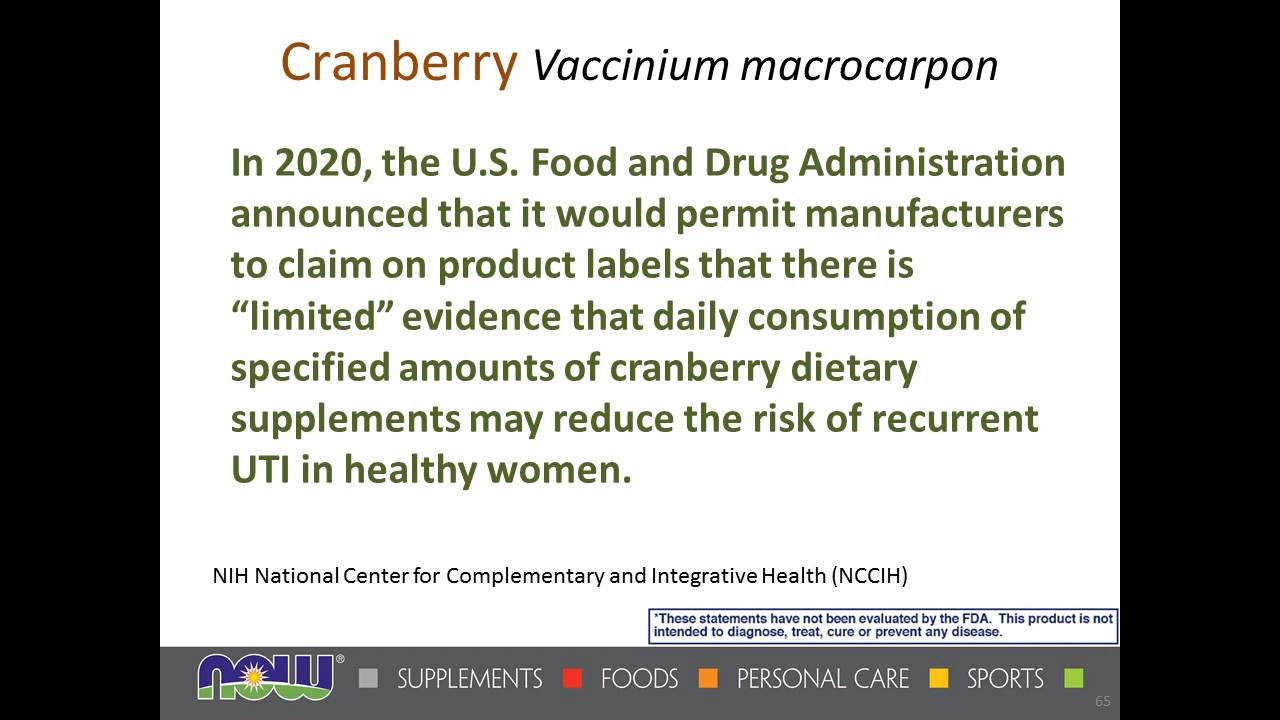 Cranberry Vaccinium macrocarpon
In 2020, the U.S. Food and Drug Administration
announced that it would permit manufacturers
to claim on product labels that there is
“limited” evidence that daily consumption of
specified amounts of cranberry dietary
supplements may reduce the risk of recurrent
UTI in healthy women.
NIH National Center for Complementary and Integrative Health (NCCIH)
*These statements have not been evaluated by the FDA. This product is not
intended to diagnose, treat, cure or prevent any disease.
now® SUPPLEMENTS FOODS PERSONAL CARE SPORTS
65